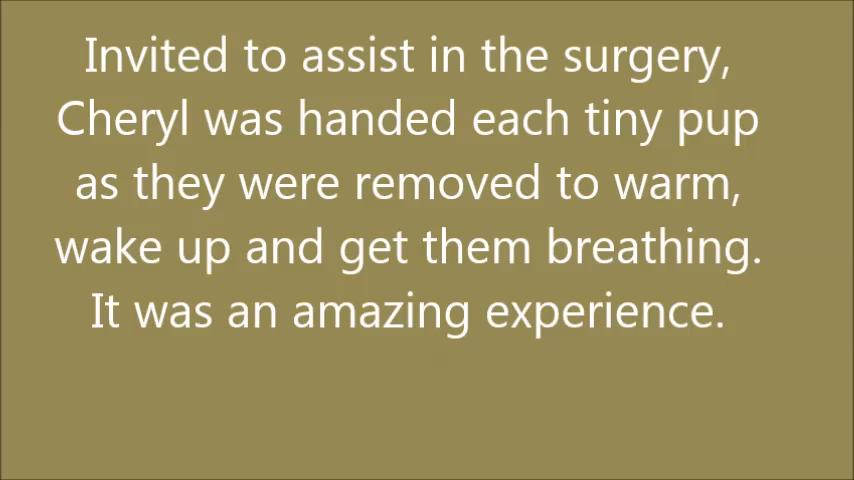 Invited to assist in the surgery,
Cheryl was handed each tiny pup
as they were removed to warm,
wake up and get them breathing.
It was an amazing experience.